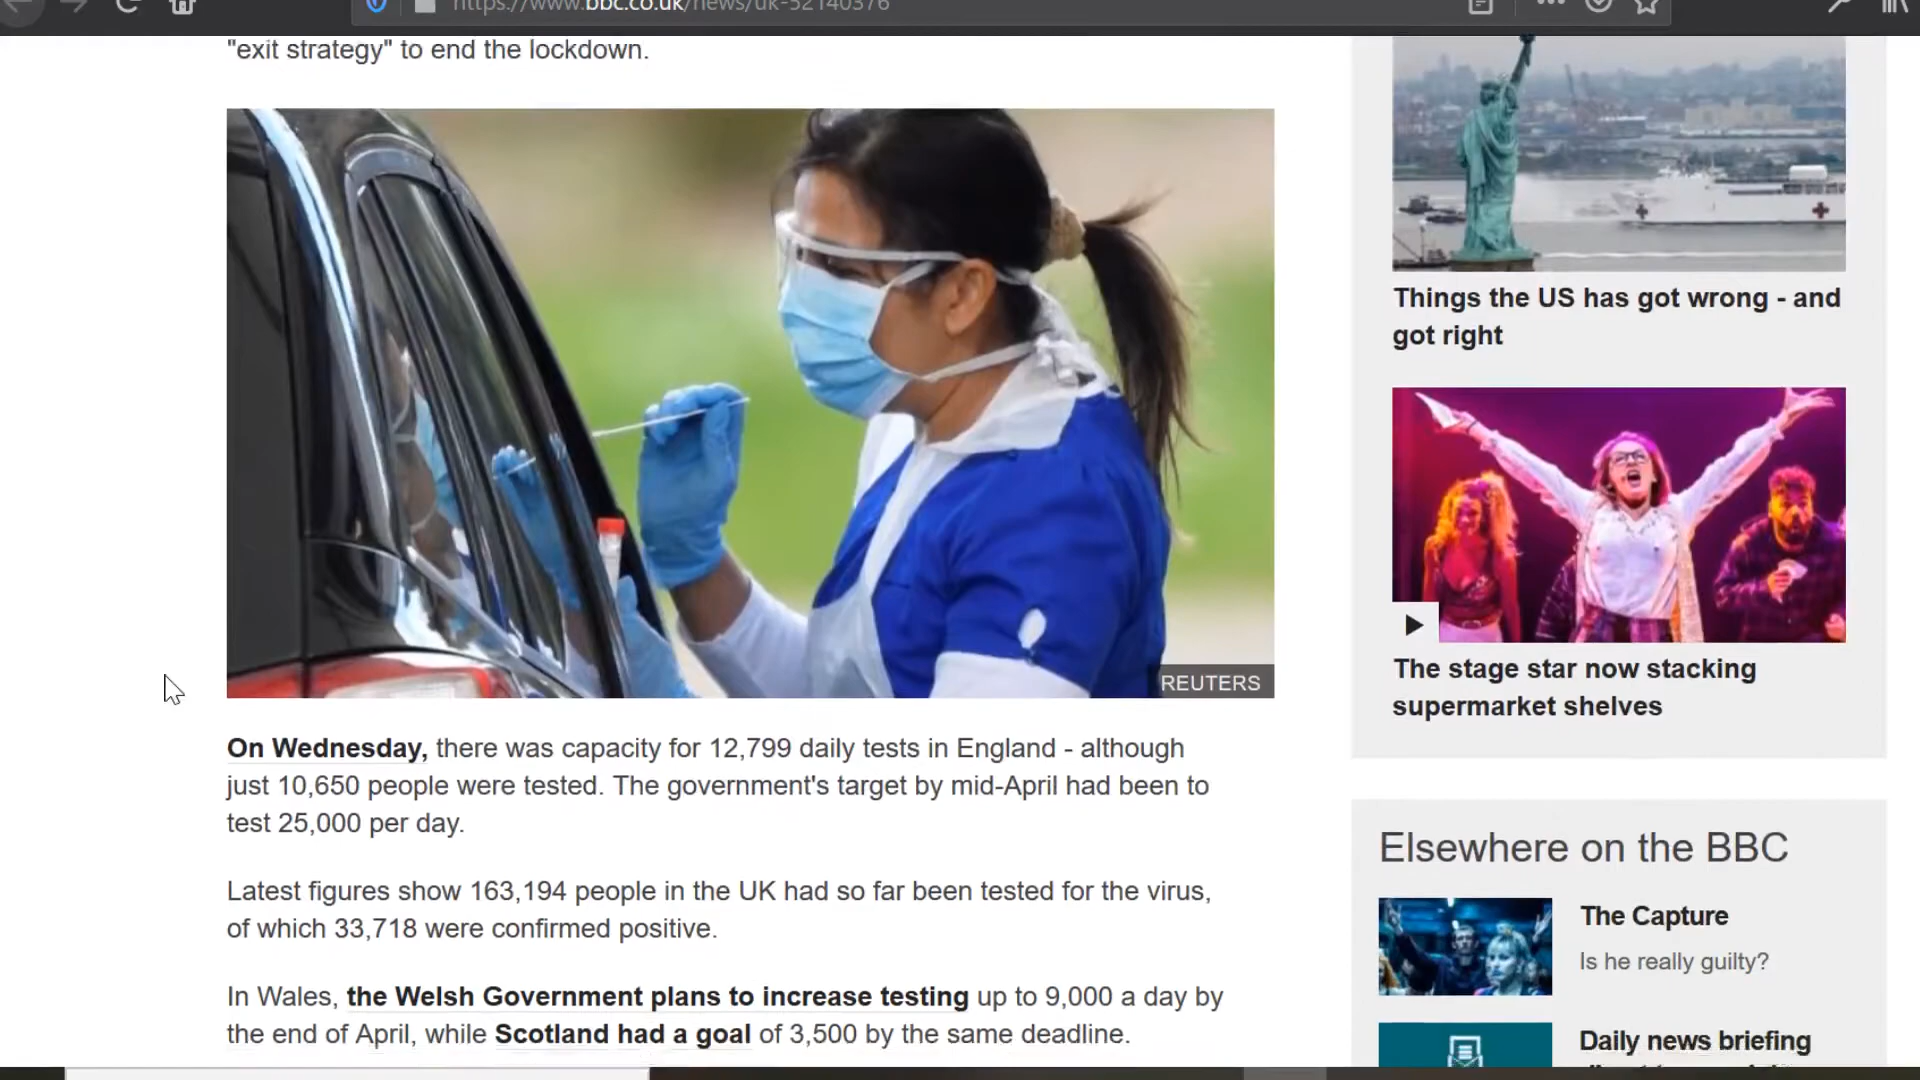 https://www.bbc.co.uk/news/uk-52140376
"exit strategy" to end the lockdown.
REUTERS
On Wednesday, there was capacity for 12,799 daily tests in England - although
just 10,650 people were tested. The government's target by mid-April had been to
test 25,000 per day.
Latest figures show 163,194 people in the UK had so far been tested for the virus,
of which 33,718 were confirmed positive.
In Wales, the Welsh Government plans to increase testing up to 9,000 a day by
the end of April, while Scotland had a goal of 3,500 by the same deadline.
Things the US has got wrong - and
got right
The stage star now stacking
supermarket shelves
Elsewhere on the BBC
The Capture
Is he really guilty?
Daily news briefing